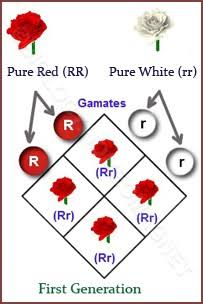 Pure Red (RR) Pure White (rr)
Gamates
R r
R r
(Rr)
(Rr) (Rr)
(Rr)
First Generation